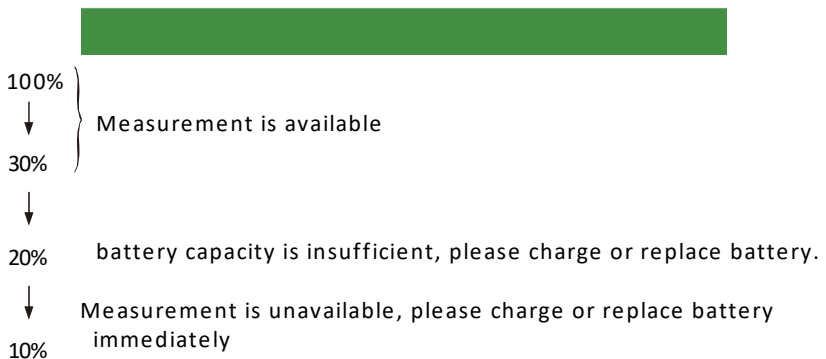 100%
Measurement is available
30%
20% battery capacity is insufficient, please charge or replace battery.
Measurement is unavailable, please charge or replace battery
immediately
10%